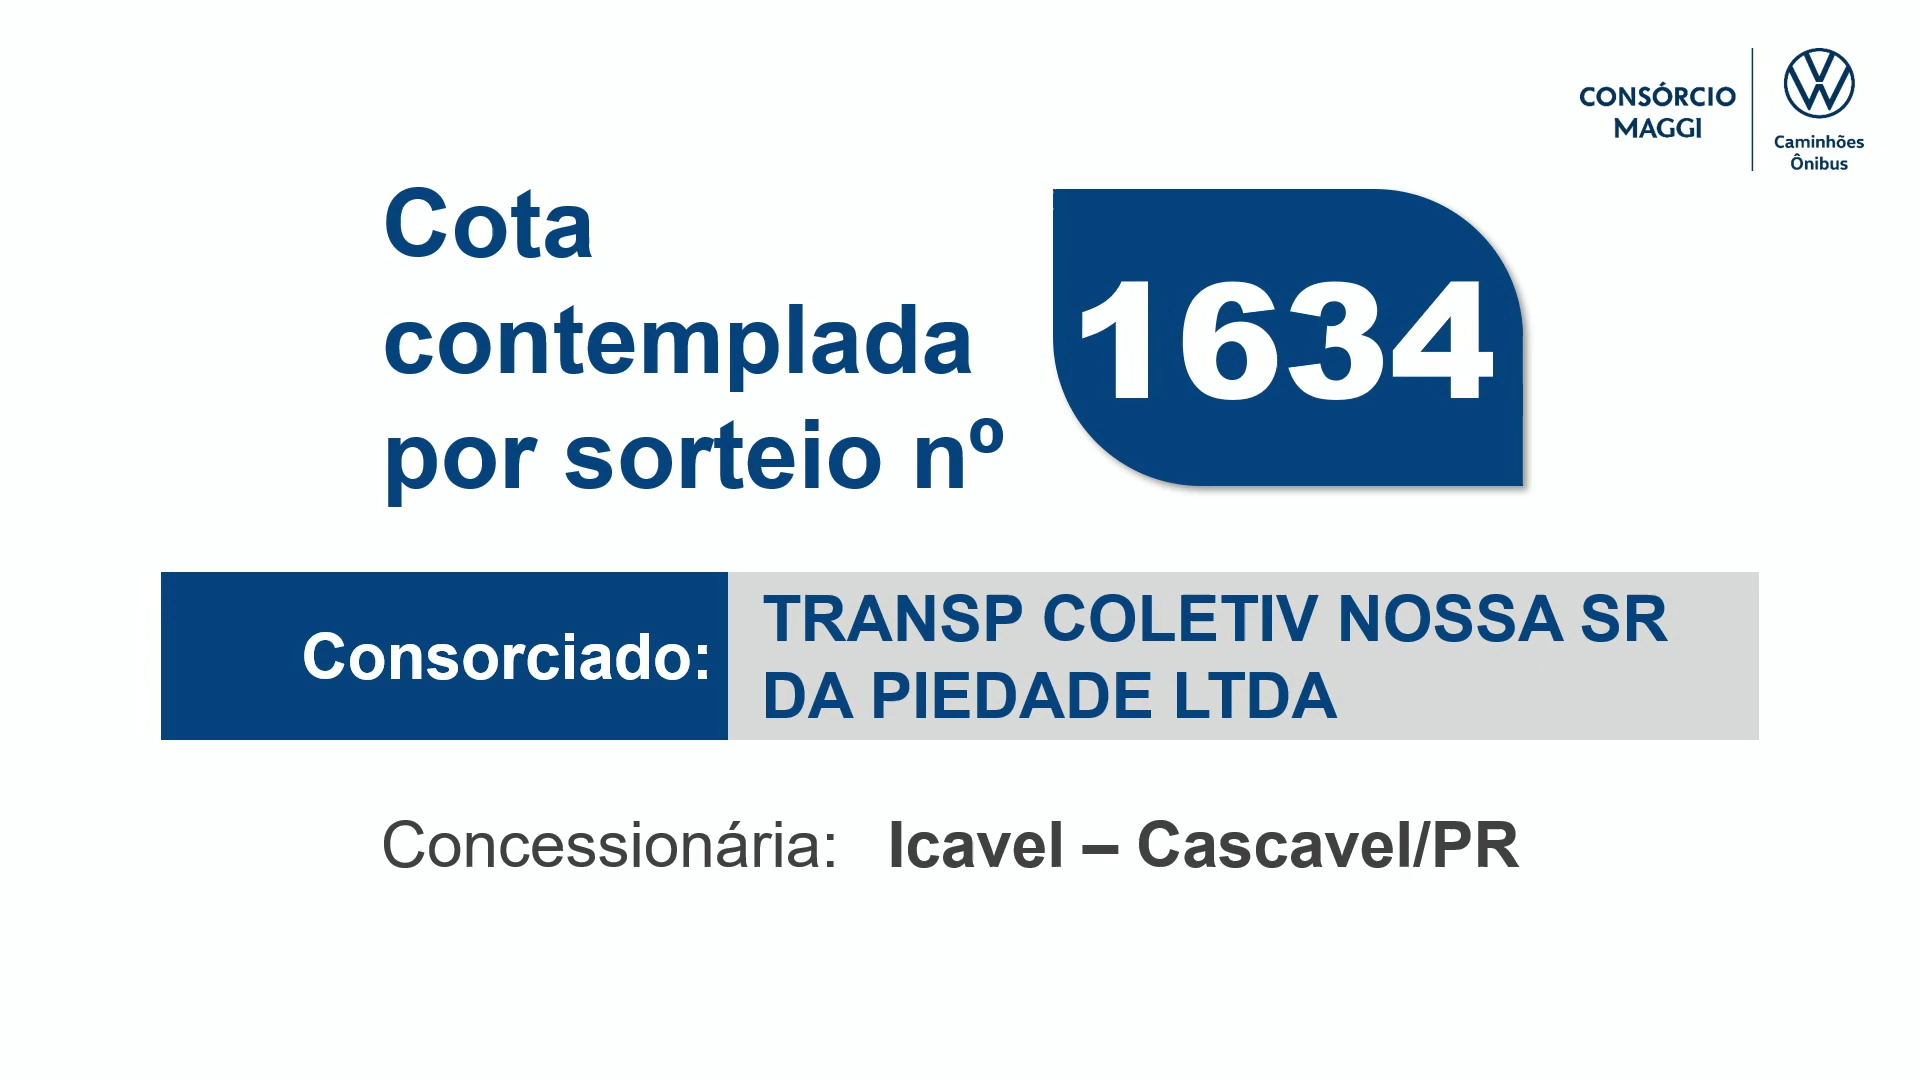 CONSÓRCIO
MAGGI
Caminhões
Ônibus
Cota
contemplada
por sorteio nº
1634
Consorciado:
TRANSP COLETIV NOSSA SR
DA PIEDADE LTDA
Concessionária: Icavel – Cascavel/PR